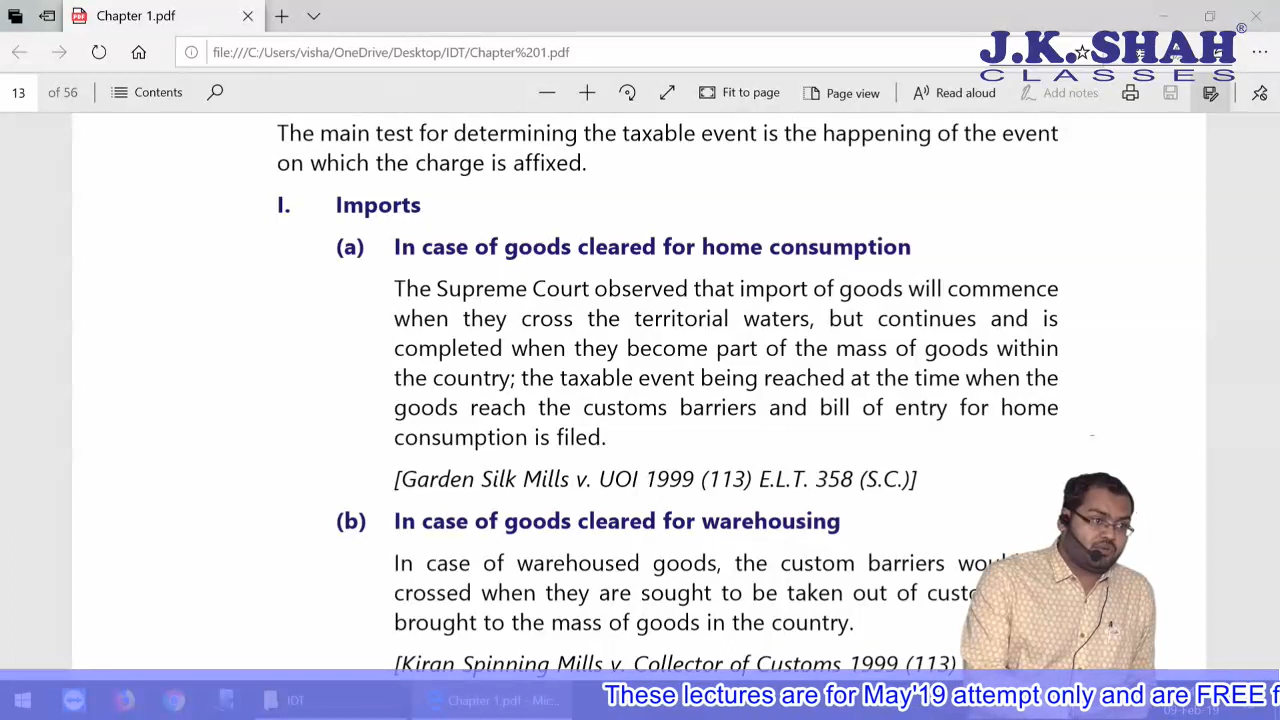 Chapter 1.pdf
file:///C:/Users/visha/OneDrive/Desktop/IDT/Chapter%201.pdf
J.K.SHAH®
CLASSES
13 of 56 Contents Fit to page Page view Read aloud Add notes
The main test for determining the taxable event is the happening of the event
on which the charge is affixed.
I. Imports
(a) In case of goods cleared for home consumption
The Supreme Court observed that import of goods will commence
when they cross the territorial waters, but continues and is
completed when they become part of the mass of goods within
the country; the taxable event being reached at the time when the
goods reach the customs barriers and bill of entry for home
consumption is filed.
[Garden Silk Mills v. UOI 1999 (113) E.L.T. 358 (S.C.)]
(b) In case of goods cleared for warehousing
In case of warehoused goods, the custom barriers
crossed when they are sought to be taken out of
brought to the mass of goods in the country.
[Kiran Spinning Mills v. Collector of Customs 1999 (113)
These lectures are for May'19 attempt only and are FREE f
IDT
Chapter 1.pdf - Mic...
09-Feb-19